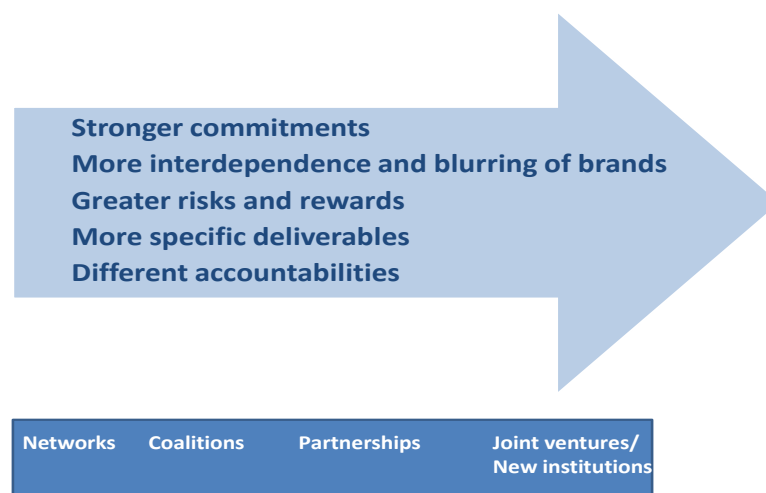 Stronger commitments
More interdependence and blurring of brands
Greater risks and rewards
More specific deliverables
Different accountabilities
Networks Coalitions Partnerships Joint ventures/
New institutions